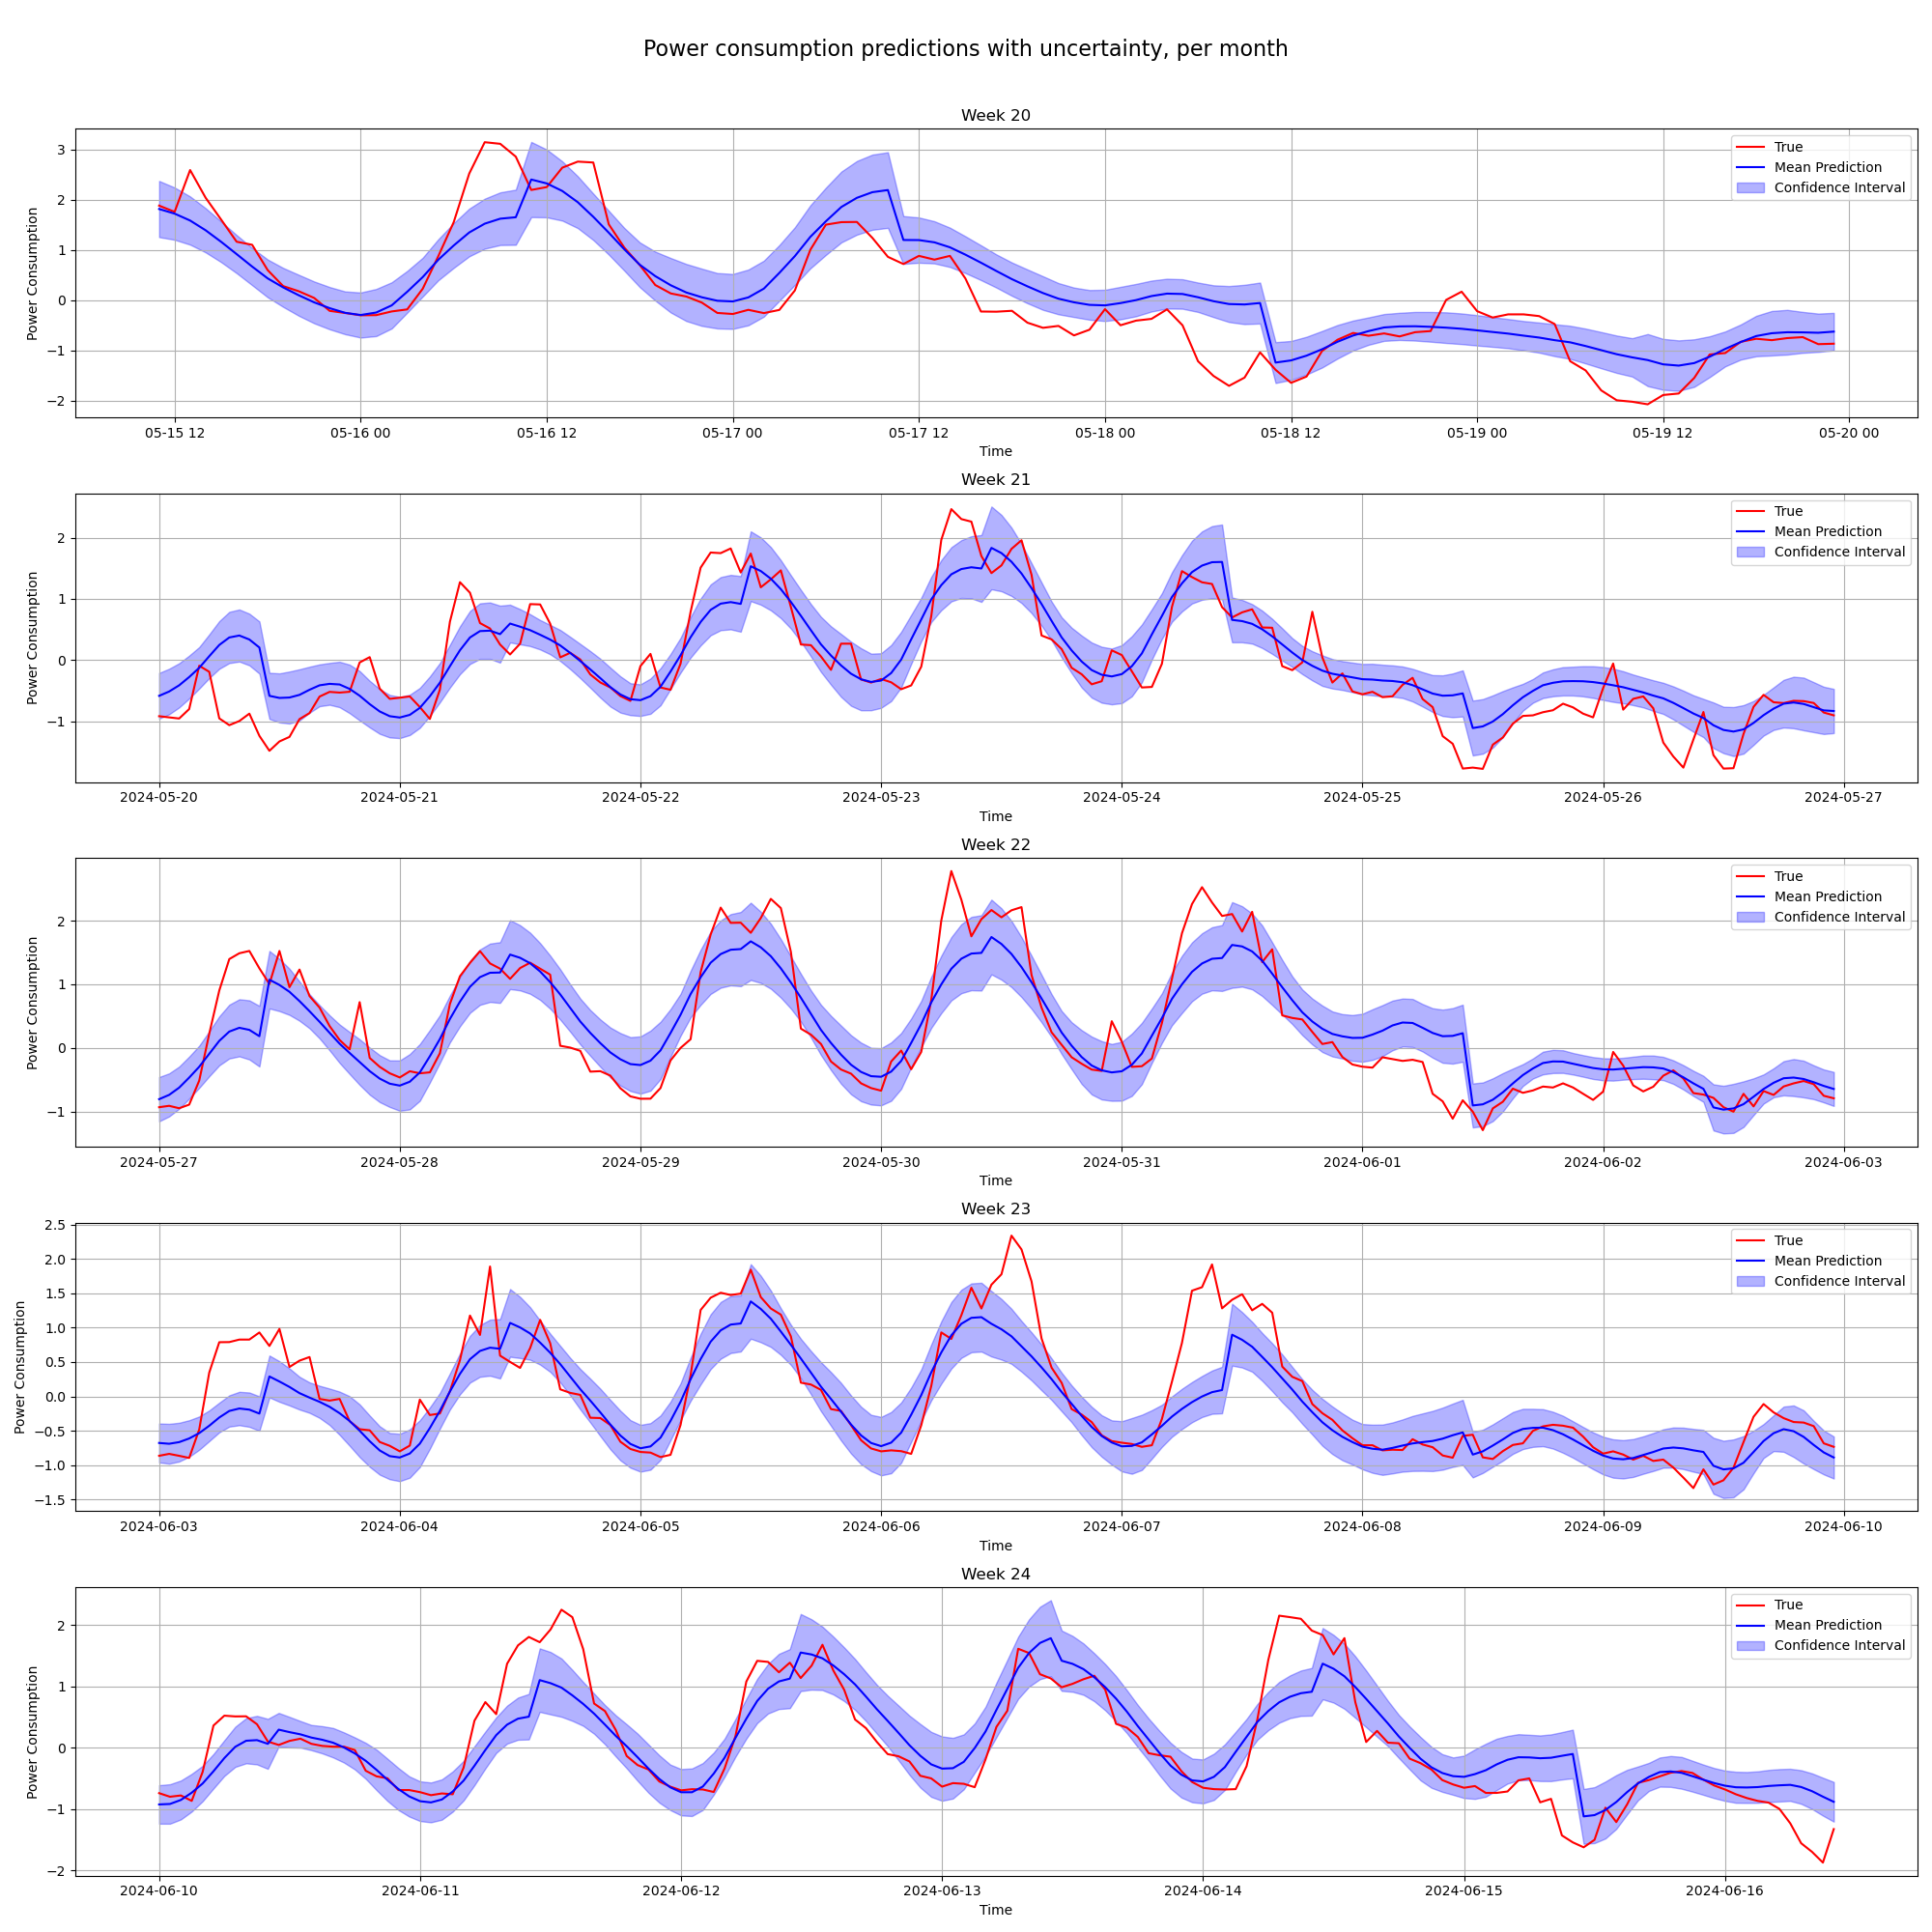 Power consumption predictions with uncertainty, per month
Week 20
Power Consumption
3
2
1
0
−1
−2
True
Mean Prediction
Confidence Interval
05-15 12
05-16 00
05-16 12
05-17 00
05-17 12
05-18 00
05-18 12
05-19 00
05-19 12
05-20 00
Time
Week 21
Power Consumption
2
1
0
−1
True
Mean Prediction
Confidence Interval
2024-05-20
2024-05-21
2024-05-22
2024-05-23
2024-05-24
2024-05-25
2024-05-26
2024-05-27
Time
Week 22
Power Consumption
2
1
0
−1
True
Mean Prediction
Confidence Interval
2024-05-27
2024-05-28
2024-05-29
2024-05-30
2024-05-31
2024-06-01
2024-06-02
2024-06-03
Time
Week 23
Power Consumption
2.5
2.0
1.5
1.0
0.5
0.0
−0.5
−1.0
−1.5
True
Mean Prediction
Confidence Interval
2024-06-03
2024-06-04
2024-06-05
2024-06-06
2024-06-07
2024-06-08
2024-06-09
2024-06-10
Time
Week 24
Power Consumption
2
1
0
−1
−2
True
Mean Prediction
Confidence Interval
2024-06-10
2024-06-11
2024-06-12
2024-06-13
2024-06-14
2024-06-15
2024-06-16
Time